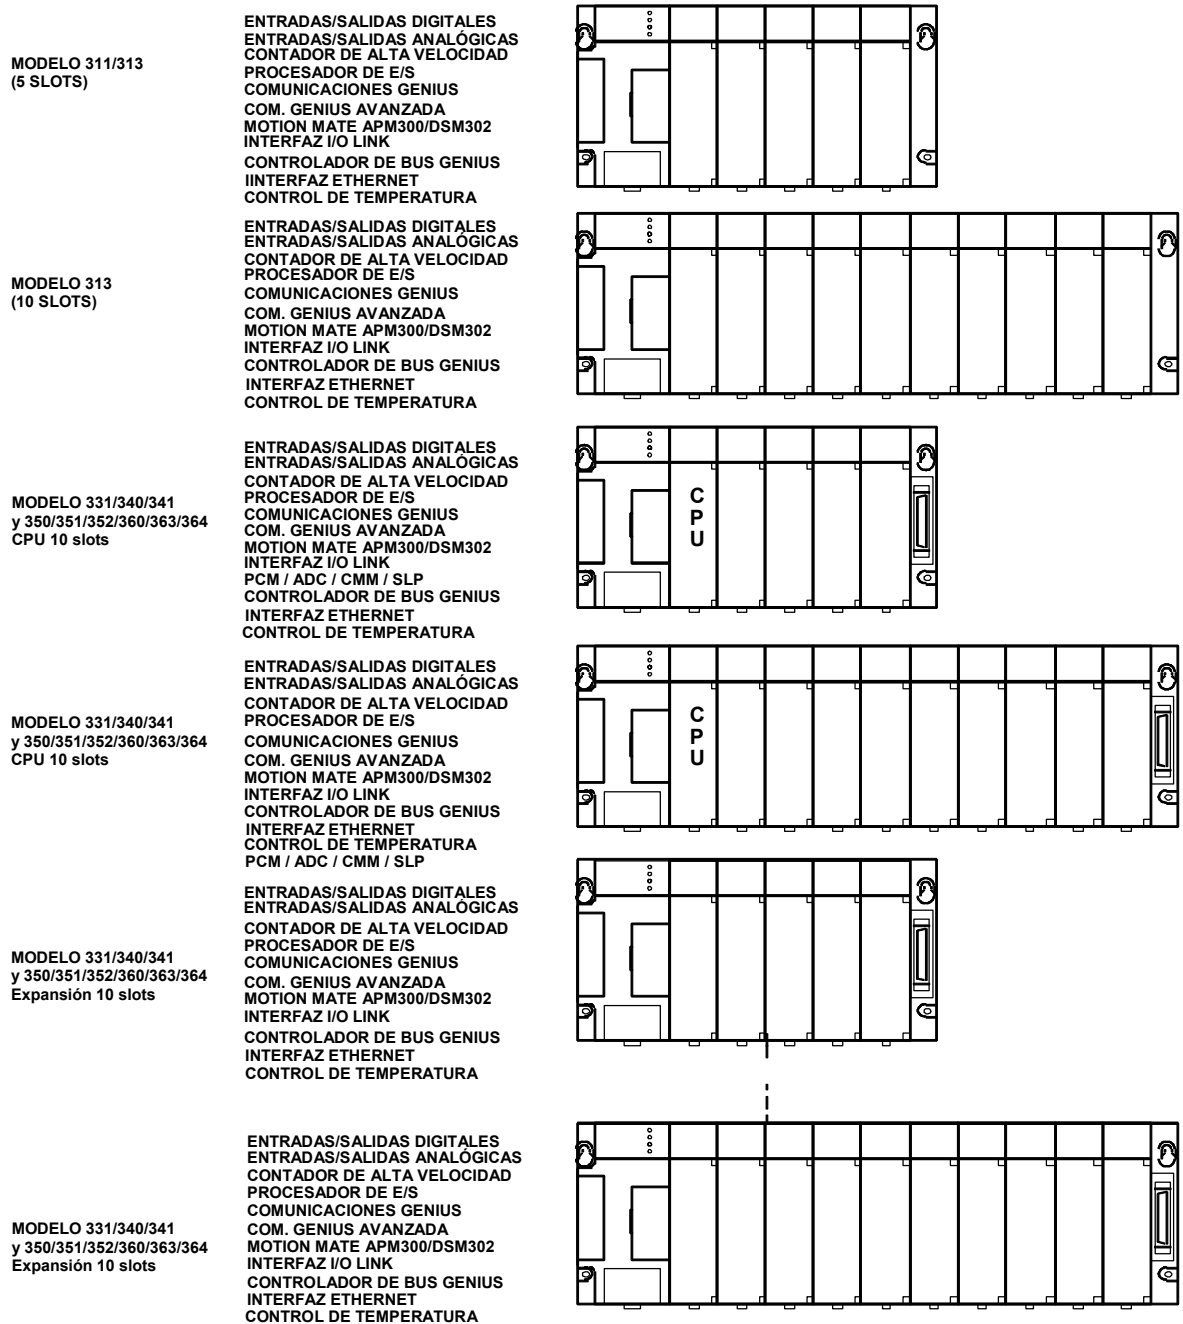 MODELO 311/313
(5 SLOTS)
ENTRADAS/SALIDAS DIGITALES
ENTRADAS/SALIDAS ANALÓGICAS
CONTADOR DE ALTA VELOCIDAD
PROCESADOR DE E/S
COMUNICACIONES GENIUS
COM. GENIUS AVANZADA
MOTION MATE APM300/DSM302
INTERFAZ I/O LINK
CONTROLADOR DE BUS GENIUS
IINTERFAZ ETHERNET
CONTROL DE TEMPERATURA
MODELO 313
(10 SLOTS)
ENTRADAS/SALIDAS DIGITALES
ENTRADAS/SALIDAS ANALÓGICAS
CONTADOR DE ALTA VELOCIDAD
PROCESADOR DE E/S
COMUNICACIONES GENIUS
COM. GENIUS AVANZADA
MOTION MATE APM300/DSM302
INTERFAZ I/O LINK
CONTROLADOR DE BUS GENIUS
INTERFAZ ETHERNET
CONTROL DE TEMPERATURA
MODELO 331/340/341
y 350/351/352/360/363/364
CPU 10 slots
ENTRADAS/SALIDAS DIGITALES
ENTRADAS/SALIDAS ANALÓGICAS
CONTADOR DE ALTA VELOCIDAD
PROCESADOR DE E/S
COMUNICACIONES GENIUS
COM. GENIUS AVANZADA
MOTION MATE APM300/DSM302
INTERFAZ I/O LINK
PCM / ADC / CMM / SLP
CONTROLADOR DE BUS GENIUS
INTERFAZ ETHERNET
CONTROL DE TEMPERATURA
C
P
U
MODELO 331/340/341
y 350/351/352/360/363/364
CPU 10 slots
ENTRADAS/SALIDAS DIGITALES
ENTRADAS/SALIDAS ANALÓGICAS
CONTADOR DE ALTA VELOCIDAD
PROCESADOR DE E/S
COMUNICACIONES GENIUS
COM. GENIUS AVANZADA
MOTION MATE APM300/DSM302
INTERFAZ I/O LINK
CONTROLADOR DE BUS GENIUS
INTERFAZ ETHERNET
CONTROL DE TEMPERATURA
PCM / ADC / CMM / SLP
C
P
U
MODELO 331/340/341
y 350/351/352/360/363/364
Expansión 10 slots
ENTRADAS/SALIDAS DIGITALES
ENTRADAS/SALIDAS ANALÓGICAS
CONTADOR DE ALTA VELOCIDAD
PROCESADOR DE E/S
COMUNICACIONES GENIUS
COM. GENIUS AVANZADA
MOTION MATE APM300/DSM302
INTERFAZ I/O LINK
CONTROLADOR DE BUS GENIUS
INTERFAZ ETHERNET
CONTROL DE TEMPERATURA
MODELO 331/340/341
y 350/351/352/360/363/364
Expansión 10 slots
ENTRADAS/SALIDAS DIGITALES
ENTRADAS/SALIDAS ANALÓGICAS
CONTADOR DE ALTA VELOCIDAD
PROCESADOR DE E/S
COMUNICACIONES GENIUS
COM. GENIUS AVANZADA
MOTION MATE APM300/DSM302
INTERFAZ I/O LINK
CONTROLADOR DE BUS GENIUS
INTERFAZ ETHERNET
CONTROL DE TEMPERATURA